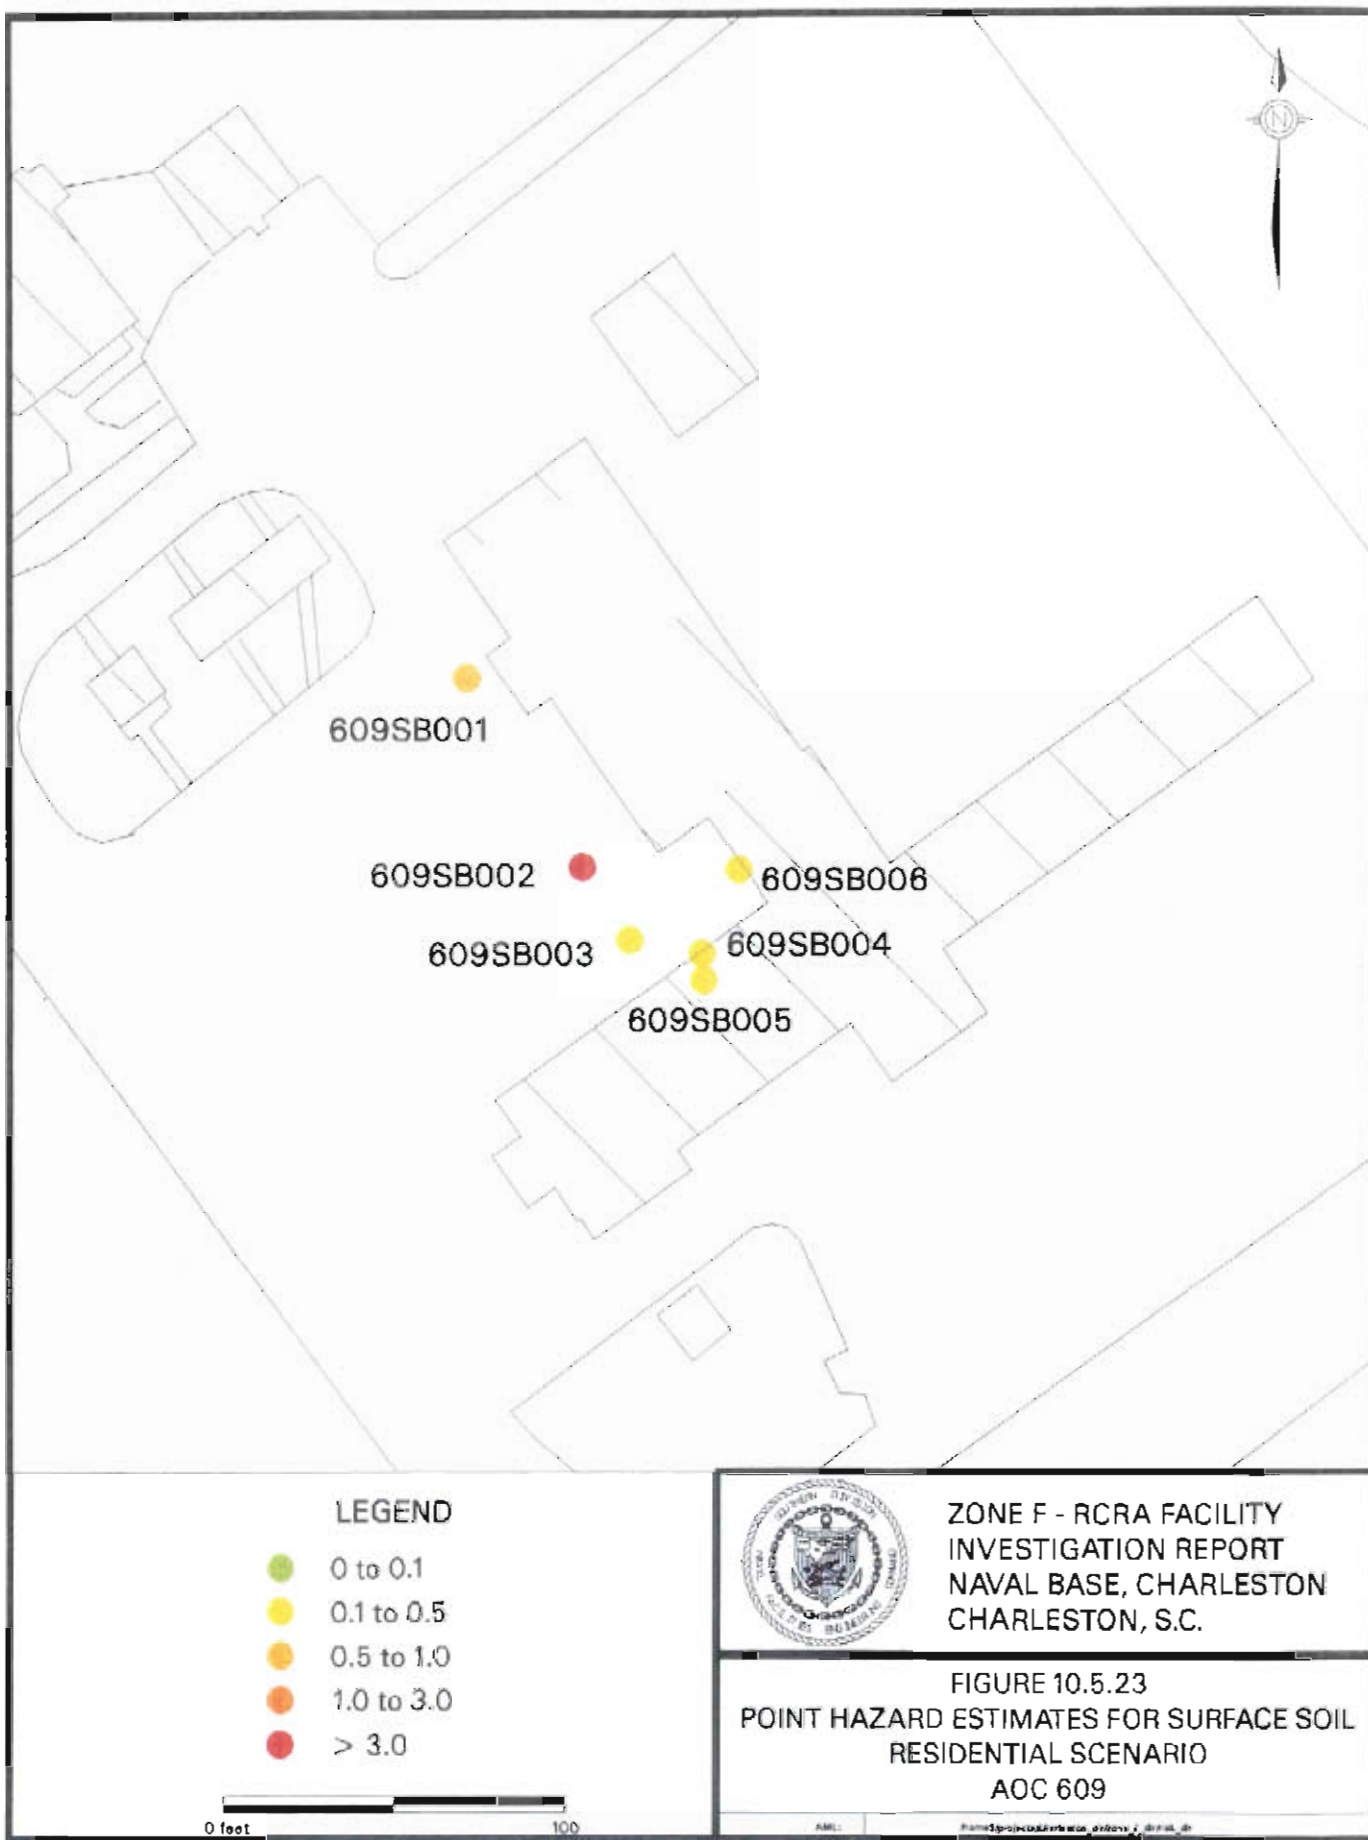 N
609SB001
609SB002
609SB006
609SB003
609SB004
609SB005
LEGEND
0 to 0.1
0.1 to 0.5
0.5 to 1.0
1.0 to 3.0
> 3.0
0 feet 100
ZONE F - RCRA FACILITY
INVESTIGATION REPORT
NAVAL BASE, CHARLESTON
CHARLESTON, S.C.
FIGURE 10.5.23
POINT HAZARD ESTIMATES FOR SURFACE SOIL
RESIDENTIAL SCENARIO
AOC 609